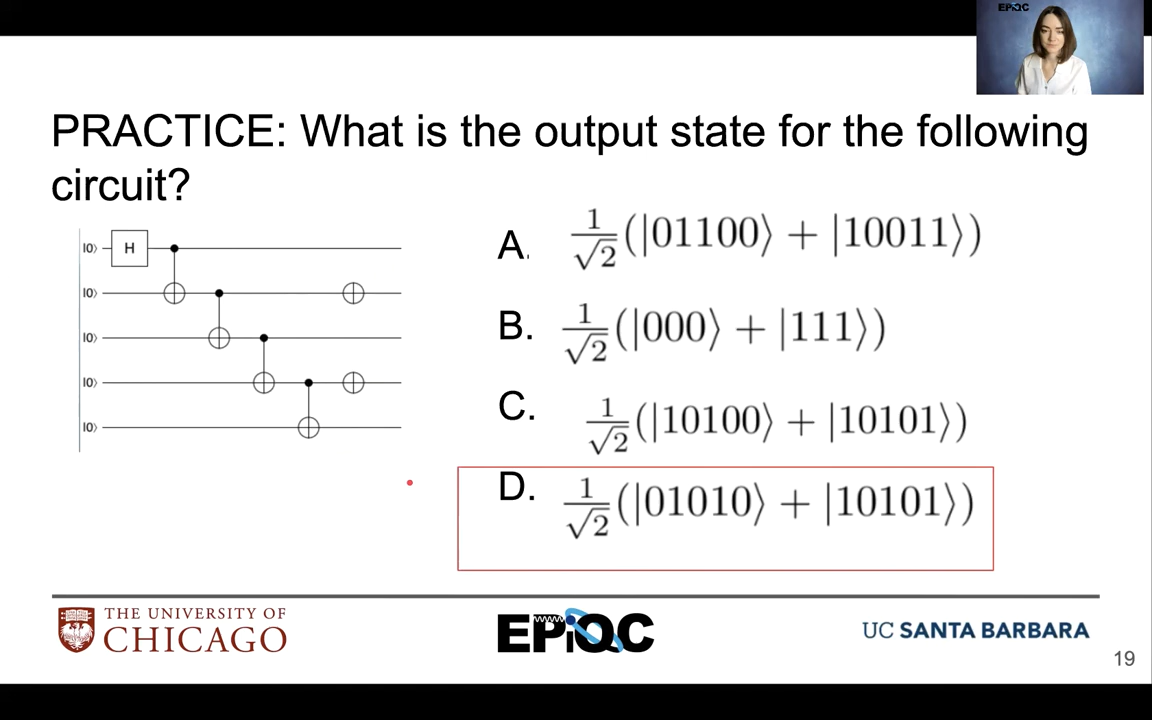 EPiQC
PRACTICE: What is the output state for the following
circuit?
|0⟩ H
|0⟩
|0⟩
|0⟩
|0⟩
A. 1/√2 (|01100⟩ + |10011⟩)
B. 1/√2 (|000⟩ + |111⟩)
C. 1/√2 (|10100⟩ + |10101⟩)
D. 1/√2 (|01010⟩ + |10101⟩)
THE UNIVERSITY OF
CHICAGO
EPiQC
UC SANTA BARBARA
19